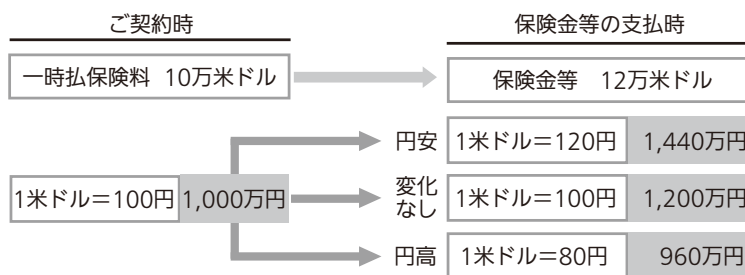 ご契約時
保険金等の支払時
一時払保険料 10万米ドル
保険金等 12万米ドル
円安
1米ドル＝120円
1,440万円
1米ドル＝100円
1,000万円
変化
なし
1米ドル＝100円
1,200万円
円高
1米ドル＝80円
960万円